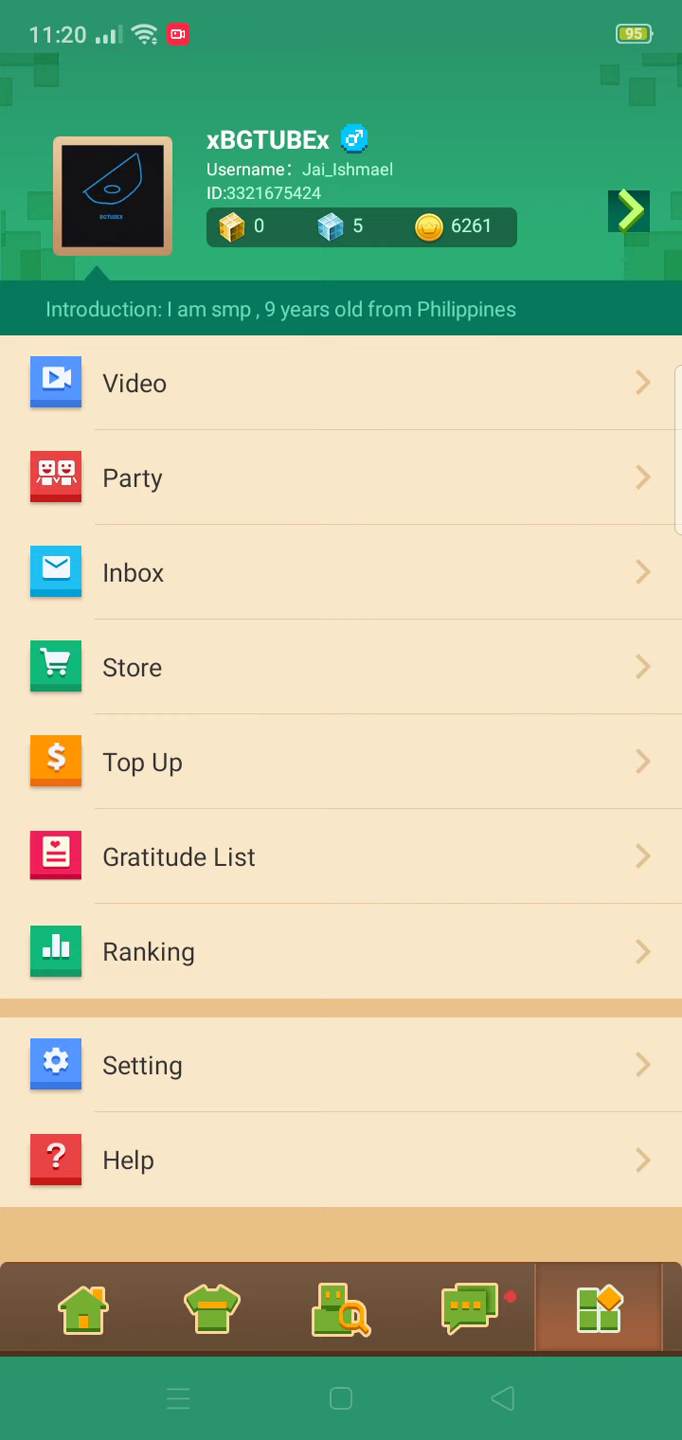 11:20
95
xBGTUBEx
Username: Jai_Ishmael
ID:3321675424
0 5 6261
BGTUBEX
Introduction: I am smp , 9 years old from Philippines
Video
Party
Inbox
Store
Top Up
Gratitude List
Ranking
Setting
Help